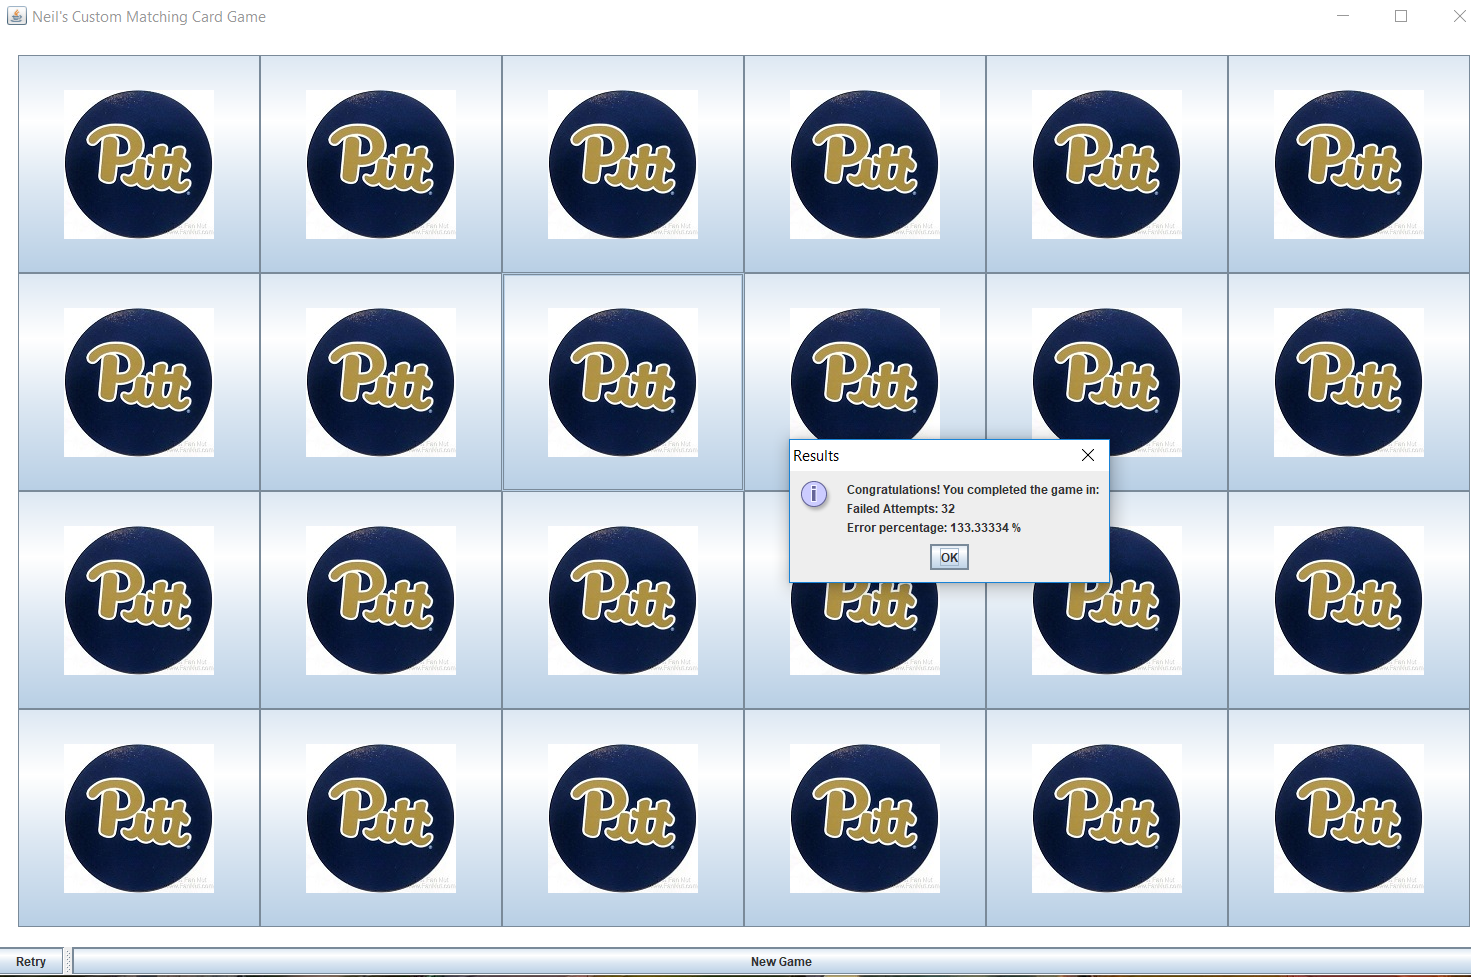 Neil's Custom Matching Card Game
Pitt Pitt Pitt Pitt Pitt Pitt
Pitt Pitt Pitt Pitt Pitt Pitt
Results
Congratulations! You completed the game in:
Failed Attempts: 32
Error percentage: 133.33334 %
OK
Pitt Pitt Pitt Pitt Pitt Pitt
Pitt Pitt Pitt Pitt Pitt Pitt
Retry New Game